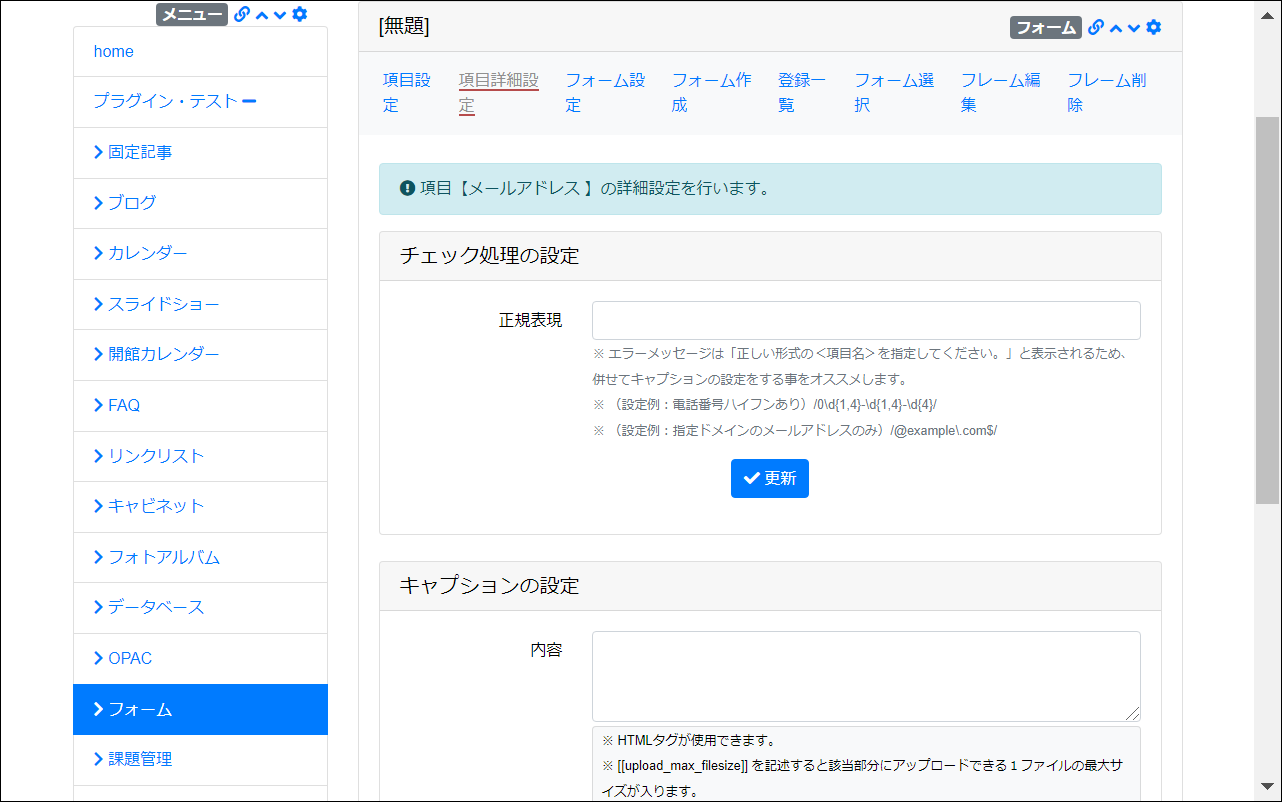 メニュー
home
プラグイン・テスト
固定記事
ブログ
カレンダー
スライドショー
開館カレンダー
FAQ
リンクリスト
キャビネット
フォトアルバム
データベース
OPAC
フォーム
課題管理
[無題]
フォーム
項目設
定
項目詳細設
定
フォーム設
定
フォーム作
成
登録一
覧
フォーム選
択
フレーム編
集
フレーム削
除
項目【メールアドレス 】の詳細設定を行います。
チェック処理の設定
正規表現
※ エラーメッセージは「正しい形式の＜項目名＞を指定してください。」と表示されるため、
併せてキャプションの設定をする事をオススメします。
※ （設定例：電話番号ハイフンあり）/0\d{1,4}-\d{1,4}-\d{4}/
※ （設定例：指定ドメインのメールアドレスのみ）/@example\.com$/
更新
キャプションの設定
内容
※ HTMLタグが使用できます。
※ [[upload_max_filesize]] を記述すると該当部分にアップロードできる１ファイルの最大サ
イズが入ります。